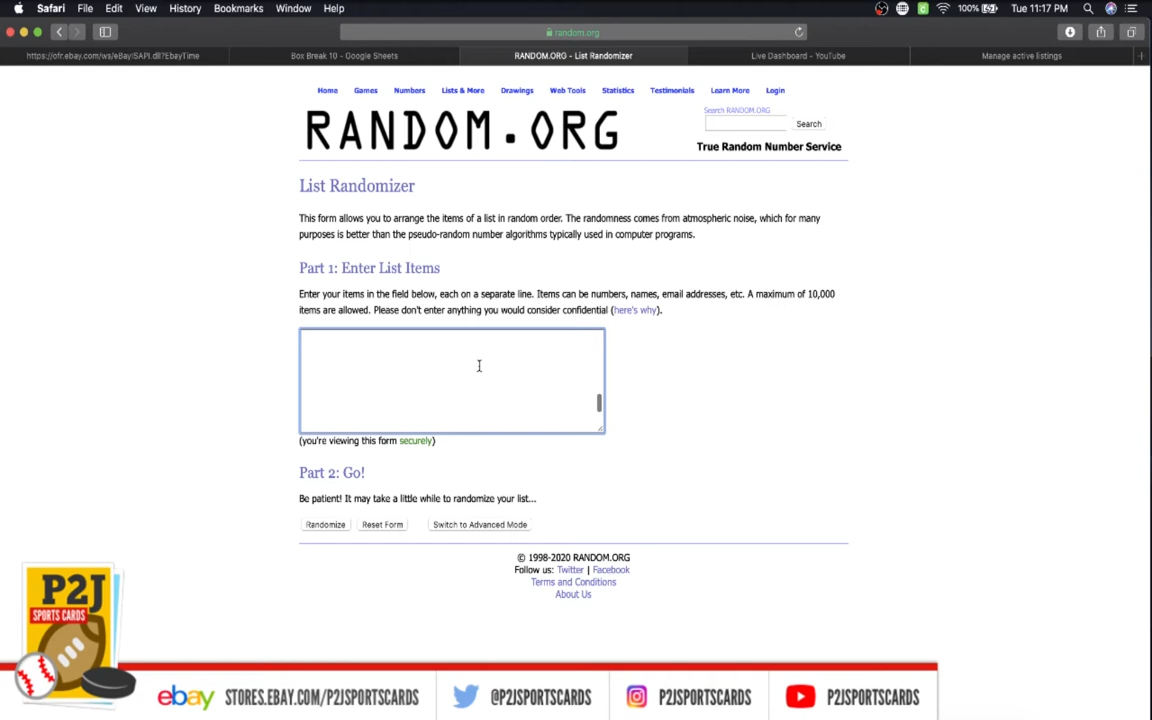 Safari File Edit View History Bookmarks Window Help 100% Tue 11:17 PM
random.org
https://ofr.ebay.com/ws/eBayISAPI.dll?EbayTime Box Break 10 - Google Sheets RANDOM.ORG - List Randomizer Live Dashboard - YouTube Manage active listings
Home Games Numbers Lists & More Drawings Web Tools Statistics Testimonials Learn More Login
Search RANDOM.ORG
RANDOM.ORG
Search
True Random Number Service
List Randomizer
This form allows you to arrange the items of a list in random order. The randomness comes from atmospheric noise, which for many
purposes is better than the pseudo-random number algorithms typically used in computer programs.
Part 1: Enter List Items
Enter your items in the field below, each on a separate line. Items can be numbers, names, email addresses, etc. A maximum of 10,000
items are allowed. Please don't enter anything you would consider confidential (here's why).
(you're viewing this form securely)
Part 2: Go!
Be patient! It may take a little while to randomize your list...
Randomize Reset Form Switch to Advanced Mode
© 1998-2020 RANDOM.ORG
Follow us: Twitter | Facebook
Terms and Conditions
About Us
P2J
SPORTS CARDS
ebay STORES.EBAY.COM/P2JSPORTSCARDS @P2JSPORTSCARDS P2JSPORTSCARDS P2JSPORTSCARDS